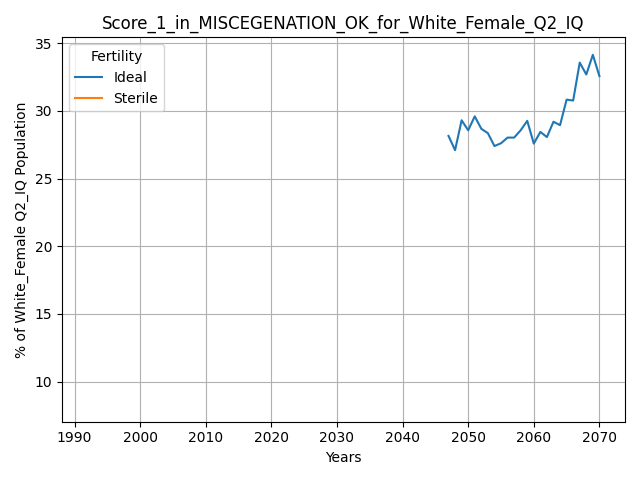 Score_1_in_MISCEGENATION_OK_for_White_Female_Q2_IQ
Fertility
Ideal
Sterile
% of White_Female Q2_IQ Population
35
30
25
20
15
10
1990 2000 2010 2020 2030 2040 2050 2060 2070
Years